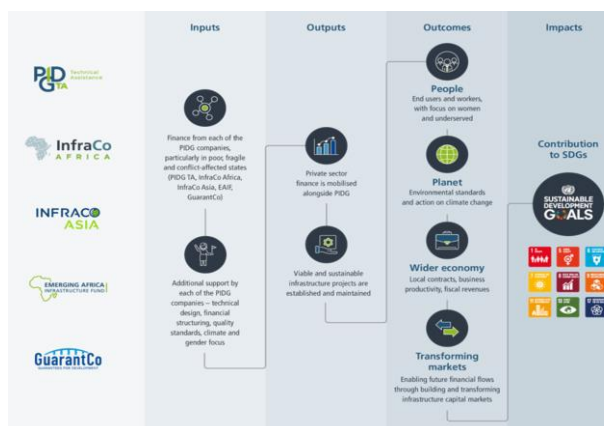 Inputs
Outputs
Outcomes
Impacts
PIDG TA
Technical
Assistance
InfraCo
AFRICA
INFRACO
ASIA
EMERGING AFRICA
INFRASTRUCTURE FUND
GuarantCo
GUARANTEES FOR DEVELOPMENT
Finance from each of the
PIDG companies,
particularly in poor, fragile
and conflict-affected states
(PIDG TA, InfraCo Africa,
InfraCo Asia, EAIF,
GuarantCo)
Additional support by
each of the PIDG
companies – technical
design, financial
structuring, quality
standards, climate and
gender focus
Private sector
finance is mobilised
alongside PIDG
Viable and sustainable
infrastructure projects are
established and maintained
People
End users and workers,
with focus on women
and underserved
Planet
Environmental standards
and action on climate change
Wider economy
Local contracts, business
productivity, fiscal revenues
Transforming
markets
Enabling future financial flows
through building and transforming
infrastructure capital markets
Contribution
to SDGs
SUSTAINABLE
DEVELOPMENT
GOALS